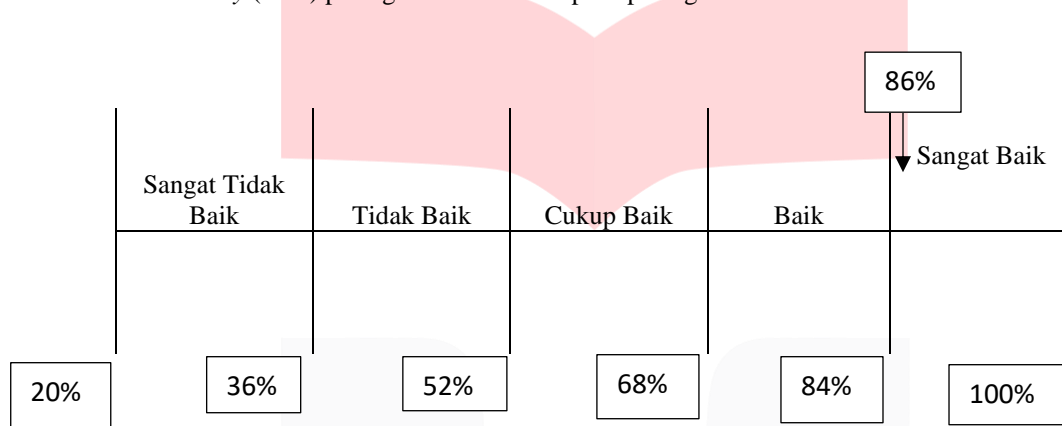 86%
Sangat Baik
Sangat Tidak
Baik
Tidak Baik
Cukup Baik
Baik
20%
36%
52%
68%
84%
100%